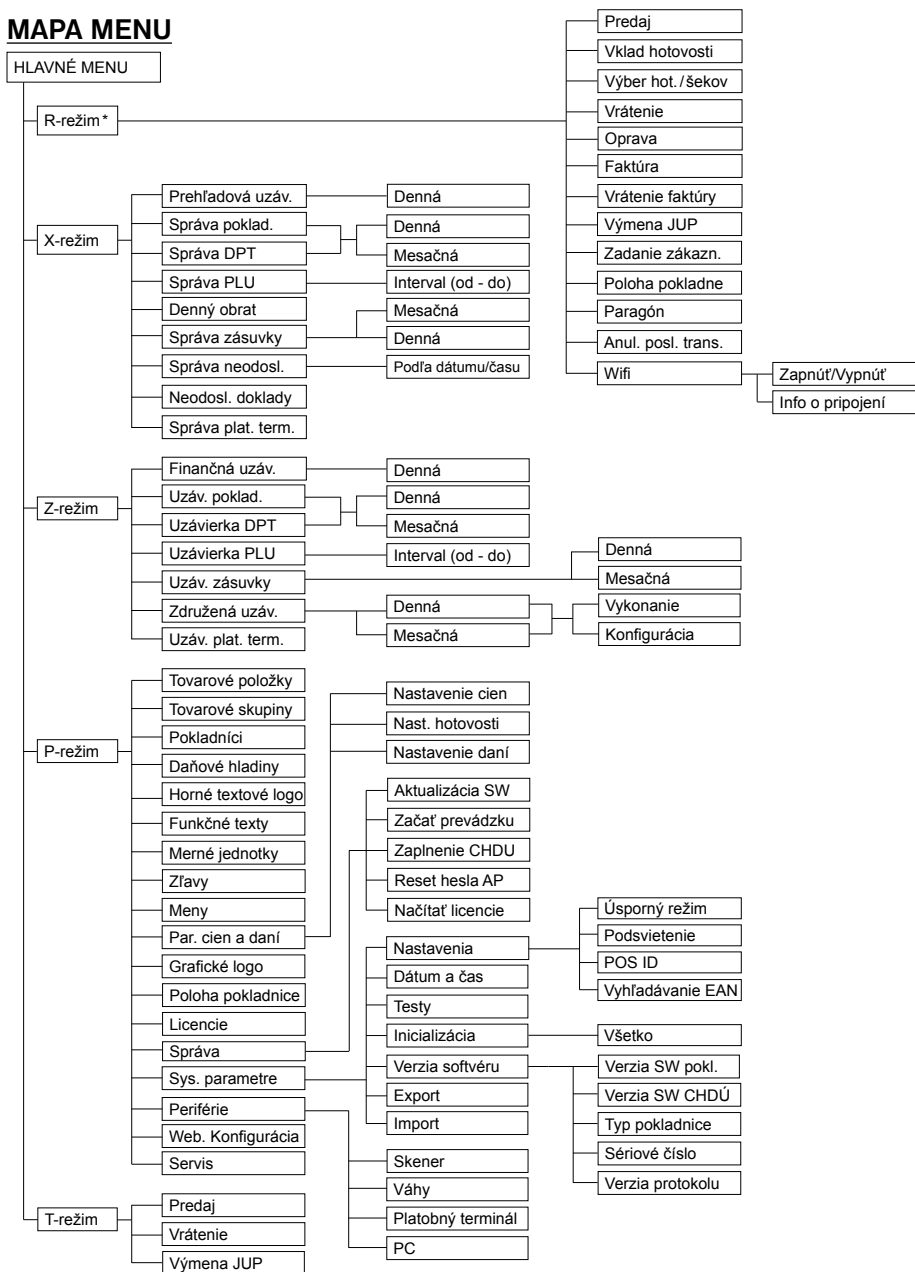 MAPA MENU
HLAVNÉ MENU
R-režim*
Predaj
Vklad hotovosti
Výber hot./šekov
Vrátenie
Oprava
Faktúra
Vrátenie faktúry
Výmena JUP
Zadanie zákazn.
Poloha pokladne
Paragón
Anul. posl. trans.
Wifi
Zapnúť/Vypnúť
Info o pripojení
X-režim
Prehľadová uzáv.
Denná
Správa poklad.
Správa DPT
Denná
Mesačná
Správa PLU
Interval (od - do)
Denný obrat
Správa zásuvky
Mesačná
Denná
Správa neodosl.
Podľa dátumu/času
Neodosl. doklady
Správa plat. term.
Z-režim
Finančná uzáv.
Denná
Uzáv. poklad.
Uzávierka DPT
Denná
Mesačná
Uzávierka PLU
Interval (od - do)
Uzáv. zásuvky
Denná
Mesačná
Združená uzáv.
Denná
Mesačná
Vykonanie
Konfigurácia
Uzáv. plat. term.
P-režim
Tovarové položky
Tovarové skupiny
Pokladníci
Daňové hladiny
Horné textové logo
Funkčné texty
Merné jednotky
Zľavy
Meny
Par. cien a daní
Nastavenie cien
Nast. hotovosti
Nastavenie daní
Grafické logo
Poloha pokladnice
Licencie
Správa
Aktualizácia SW
Začať prevádzku
Zaplnenie CHDU
Reset hesla AP
Načítať licencie
Sys. parametre
Nastavenia
Úsporný režim
Podsvietenie
POS ID
Vyhľadávanie EAN
Dátum a čas
Testy
Inicializácia
Všetko
Verzia softvéru
Verzia SW pokl.
Verzia SW CHDÚ
Typ pokladnice
Sériové číslo
Verzia protokolu
Export
Import
Periférie
Skener
Váhy
Platobný terminál
PC
Web. Konfigurácia
Servis
T-režim
Predaj
Vrátenie
Výmena JUP